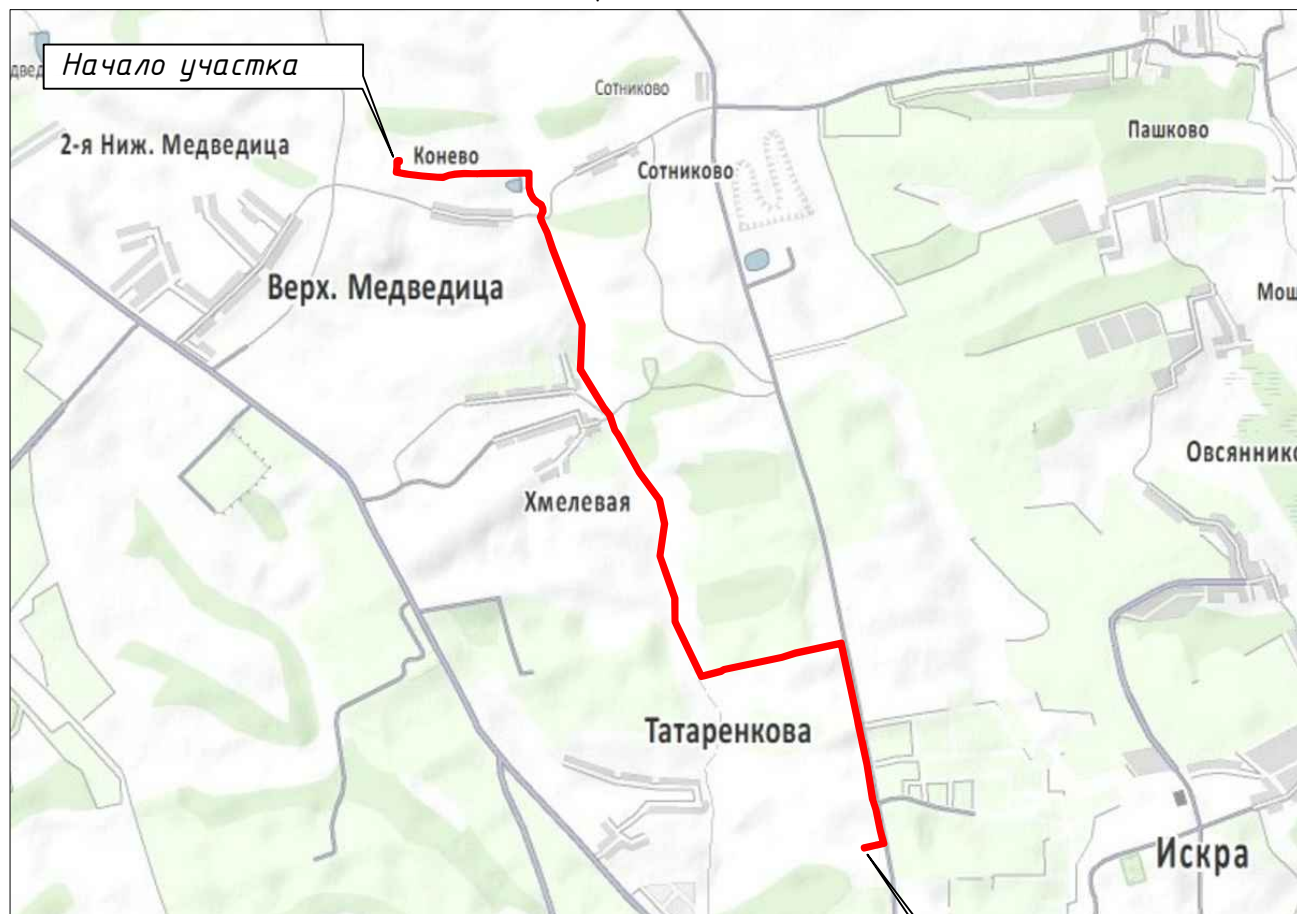 Начало участка
Сотниково
2-я Ниж. Медведица
Конево
Пашково
Сотниково
Верх. Медведица
Мош
Хмелевая
Овсяннико
Татаренкова
Искра